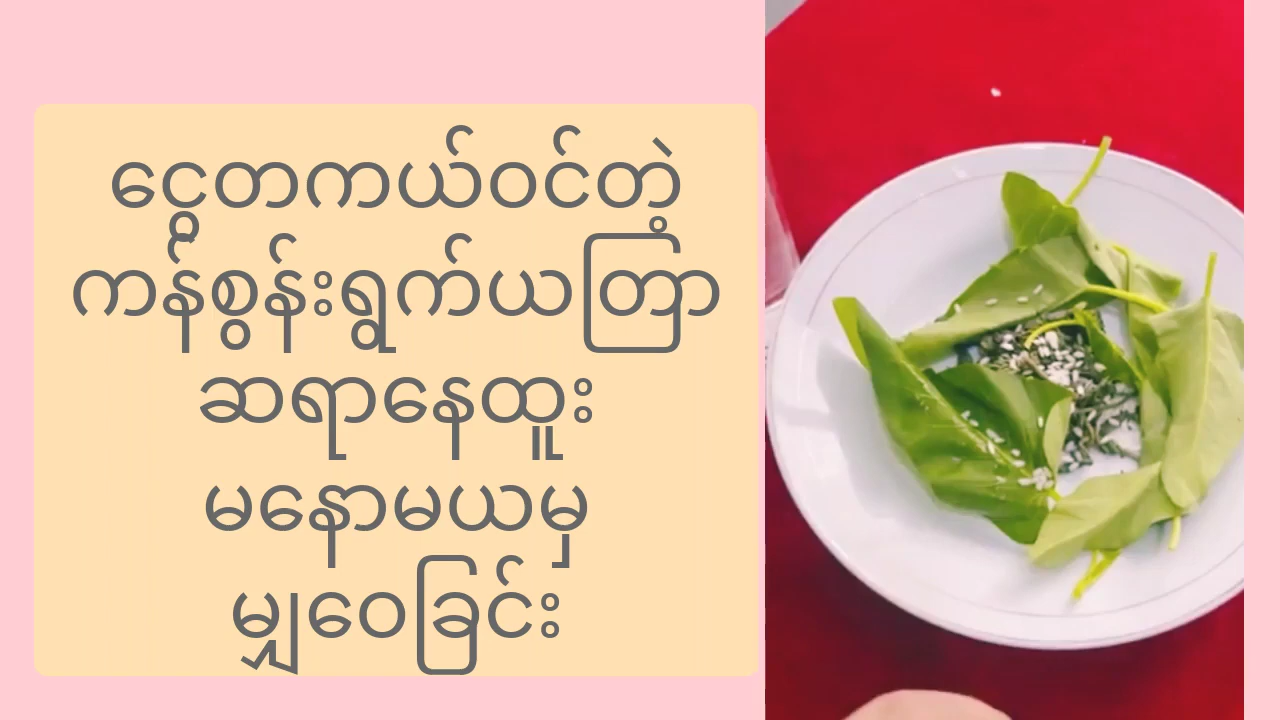 ငွေတကယ်ဝင်တဲ့
ကန်စွန်းရွက်ယတြာ
ဆရာနေထူး
မနောမယမှ
မျှဝေခြင်း